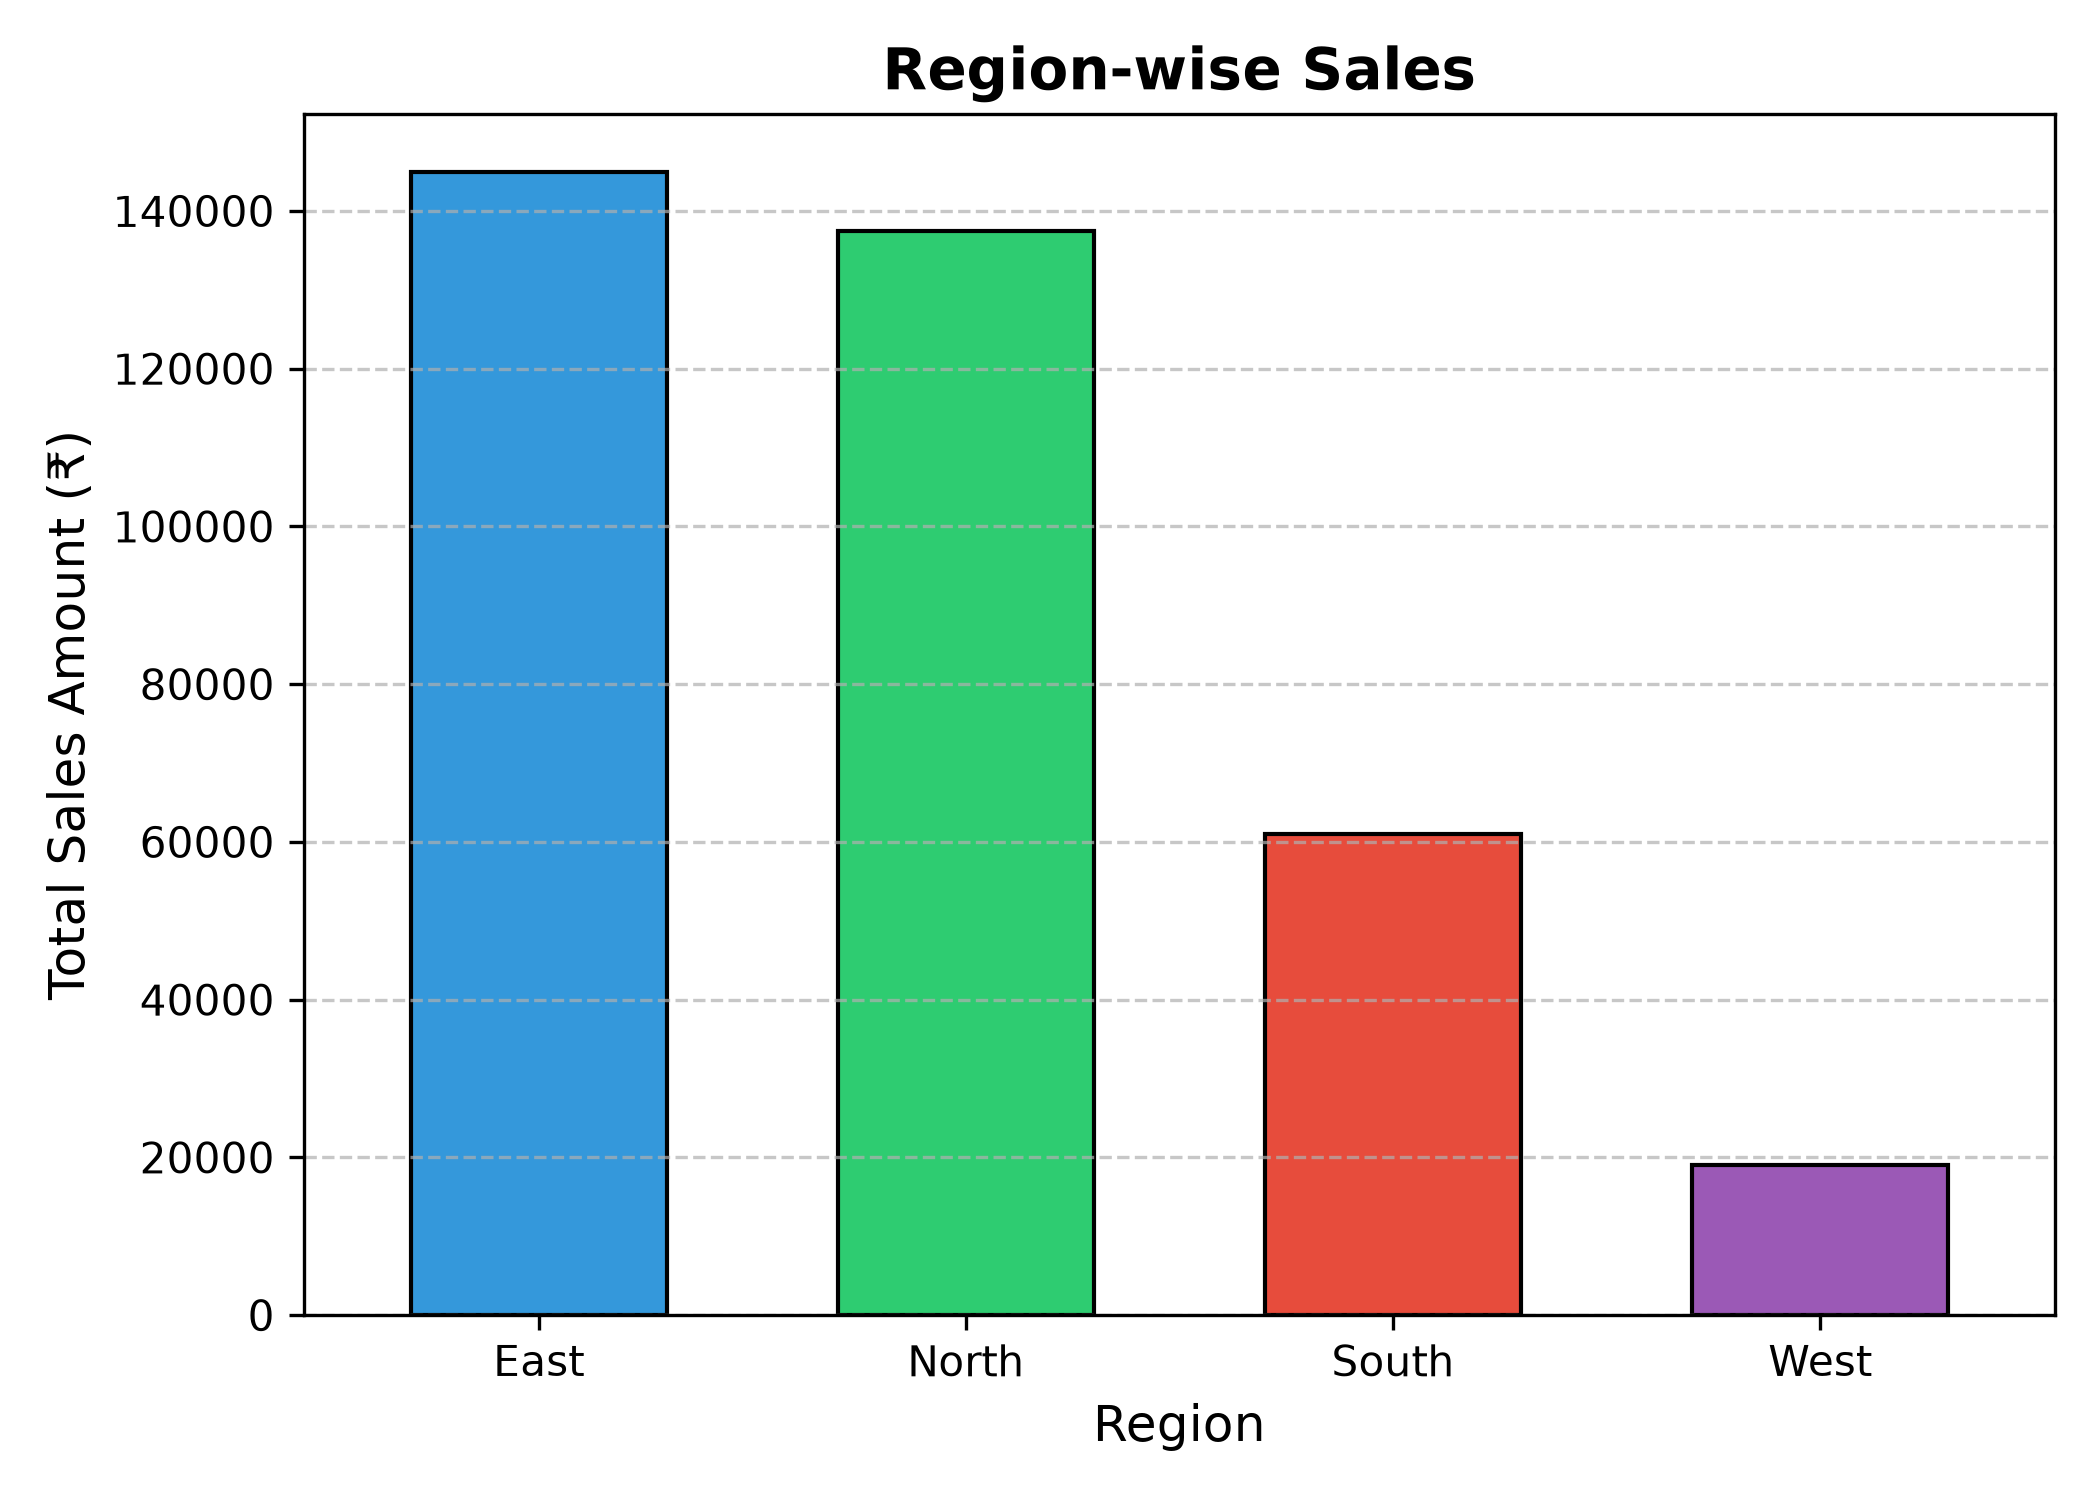 Region-wise Sales
Total Sales Amount (₹)
140000
120000
100000
80000
60000
40000
20000
0
East
North
South
West
Region